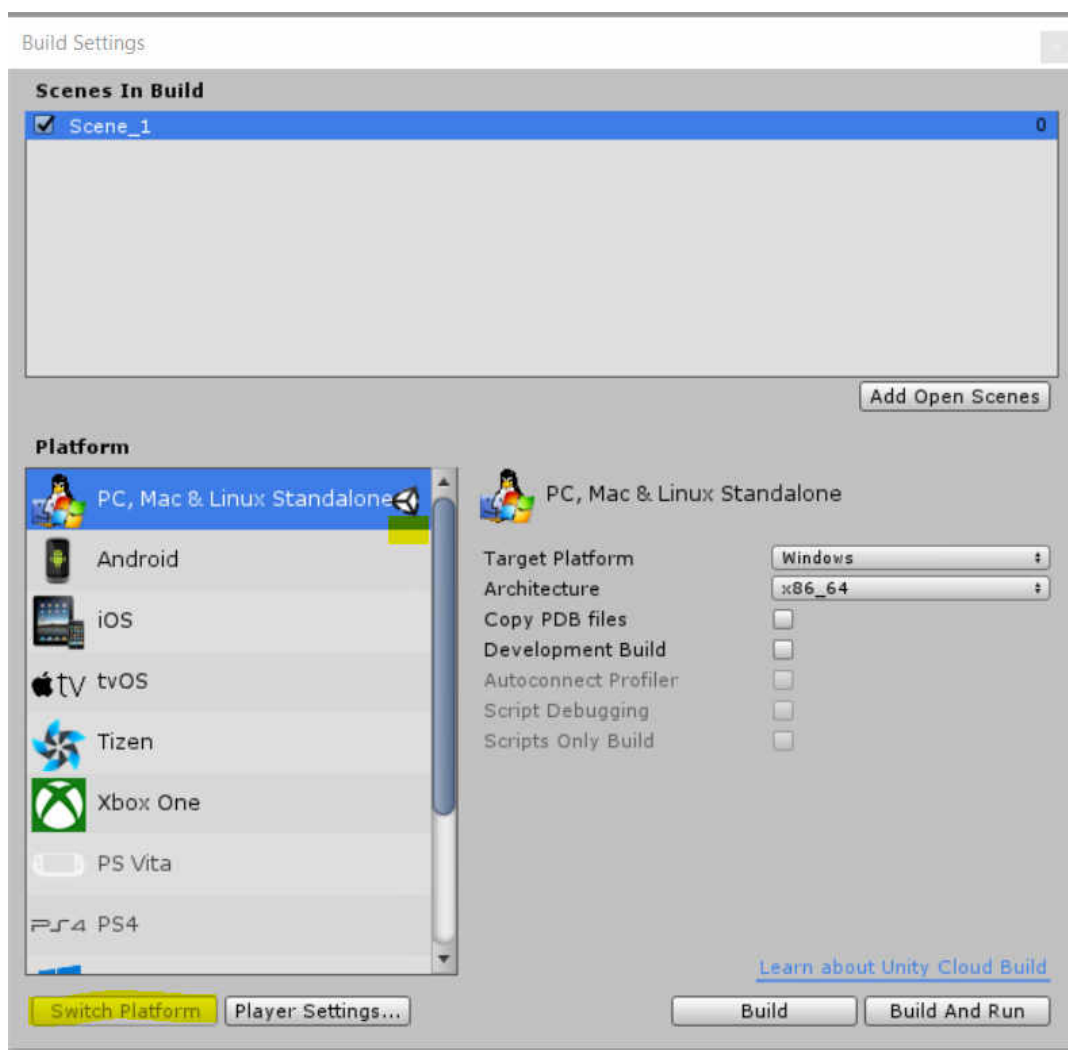 Build Settings
Scenes In Build
Scene_1 0
Add Open Scenes
Platform
PC, Mac & Linux Standalone
Android
iOS
tv tvOS
Tizen
Xbox One
PS Vita
PS4 PS4
PC, Mac & Linux Standalone
Target Platform Windows
Architecture x86_64
Copy PDB files
Development Build
Autoconnect Profiler
Script Debugging
Scripts Only Build
Learn about Unity Cloud Build
Switch Platform Player Settings... Build Build And Run